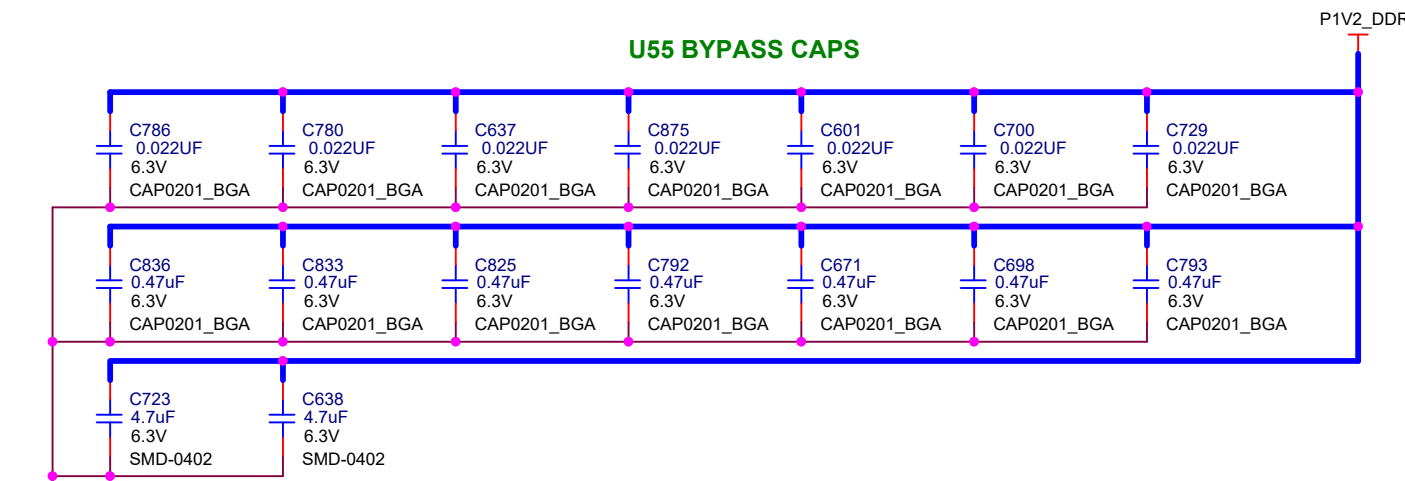 P1V2_DDR
U55 BYPASS CAPS
C786
0.022UF
6.3V
CAP0201_BGA
C780
0.022UF
6.3V
CAP0201_BGA
C637
0.022UF
6.3V
CAP0201_BGA
C875
0.022UF
6.3V
CAP0201_BGA
C601
0.022UF
6.3V
CAP0201_BGA
C700
0.022UF
6.3V
CAP0201_BGA
C729
0.022UF
6.3V
CAP0201_BGA
C836
0.47uF
6.3V
CAP0201_BGA
C833
0.47uF
6.3V
CAP0201_BGA
C825
0.47uF
6.3V
CAP0201_BGA
C792
0.47uF
6.3V
CAP0201_BGA
C671
0.47uF
6.3V
CAP0201_BGA
C698
0.47uF
6.3V
CAP0201_BGA
C793
0.47uF
6.3V
CAP0201_BGA
C723
4.7uF
6.3V
SMD-0402
C638
4.7uF
6.3V
SMD-0402